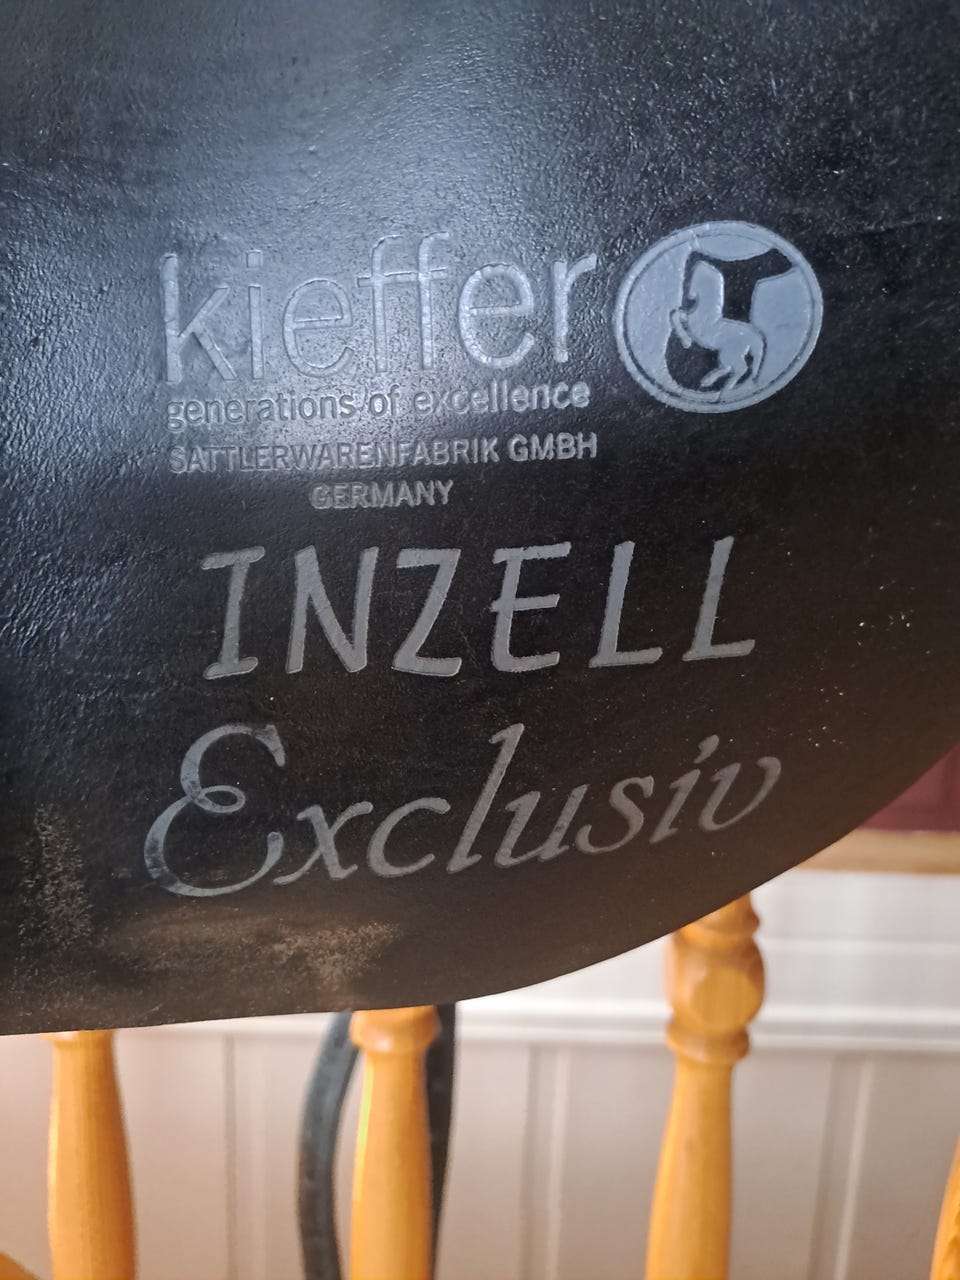 kieffer
generations of excellence
SATTLERWARENFABRIK GMBH
GERMANY
INZELL
Exclusiv